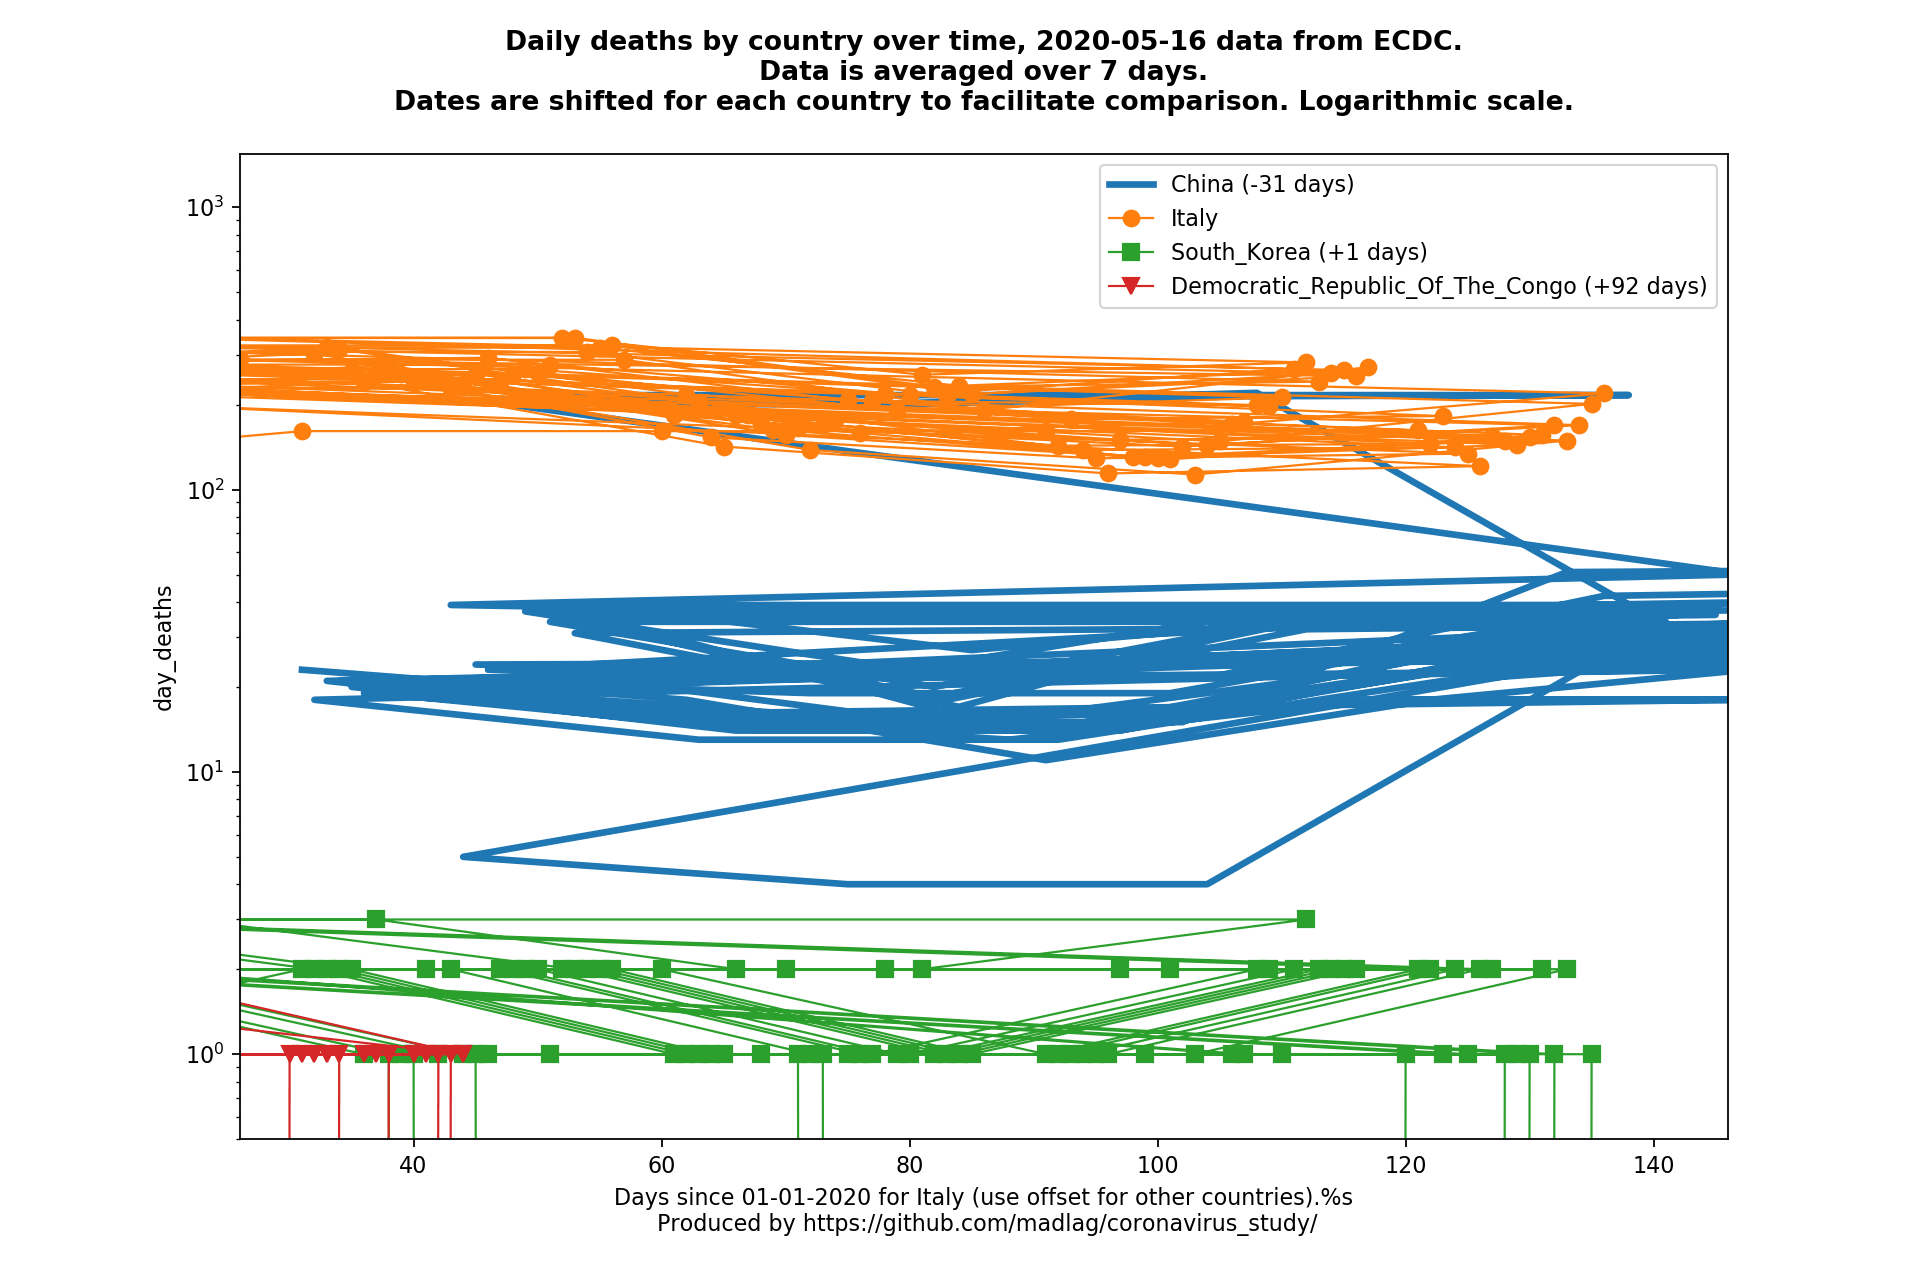 Daily deaths by country over time, 2020-05-16 data from ECDC.
Data is averaged over 7 days.
Dates are shifted for each country to facilitate comparison. Logarithmic scale.
China (-31 days)
Italy
South_Korea (+1 days)
Democratic_Republic_Of_The_Congo (+92 days)
10³
10²
10¹
10⁰
day_deaths
40 60 80 100 120 140
Days since 01-01-2020 for Italy (use offset for other countries).%s
Produced by https://github.com/madlag/coronavirus_study/